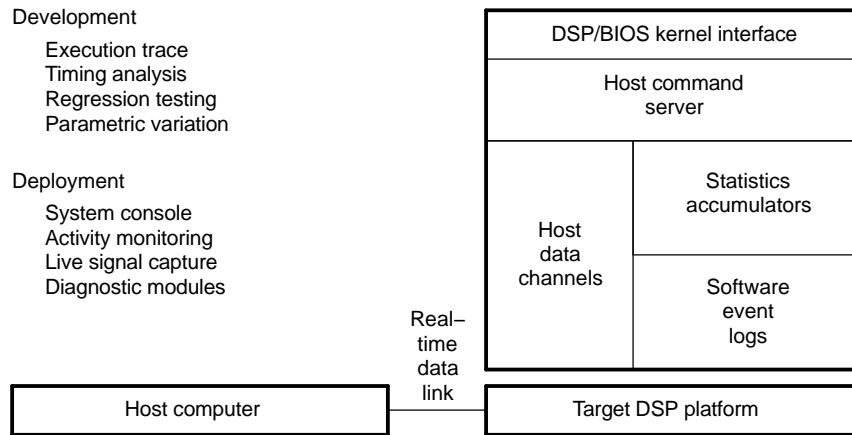 Development
Execution trace
Timing analysis
Regression testing
Parametric variation
Deployment
System console
Activity monitoring
Live signal capture
Diagnostic modules
DSP/BIOS kernel interface
Host command
server
Host
data
channels
Statistics
accumulators
Software
event
logs
Real−
time
data
link
Host computer
Target DSP platform